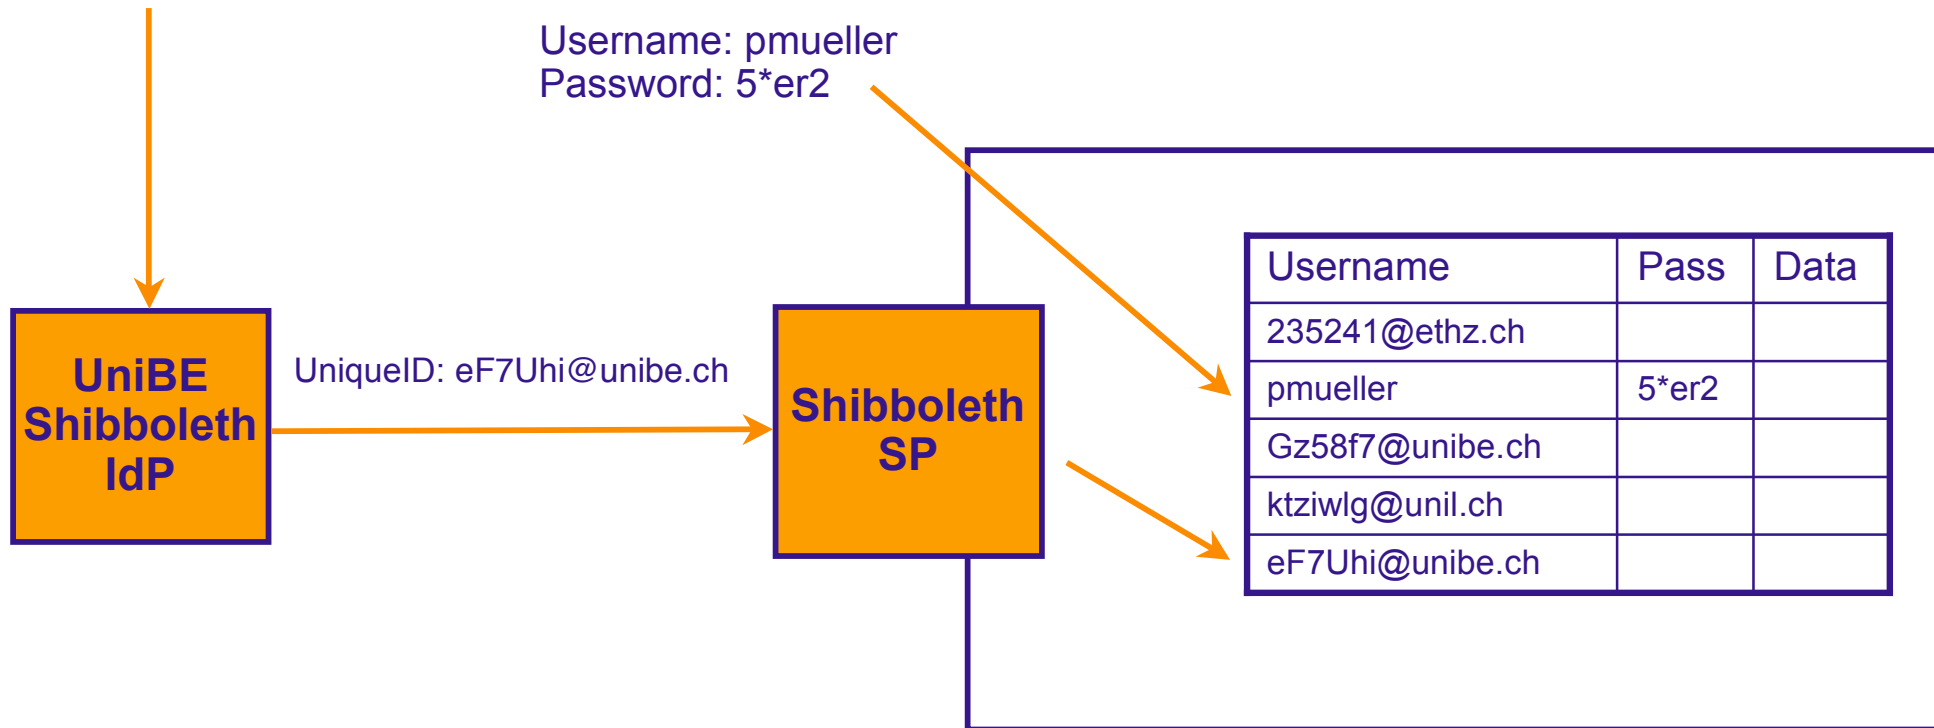 Username: pmueller
Password: 5*er2
UniBE
Shibboleth
IdP
UniqueID: eF7Uhi@unibe.ch
Shibboleth
SP
Username Pass Data
235241@ethz.ch
pmueller 5*er2
Gz58f7@unibe.ch
ktziwlg@unil.ch
eF7Uhi@unibe.ch